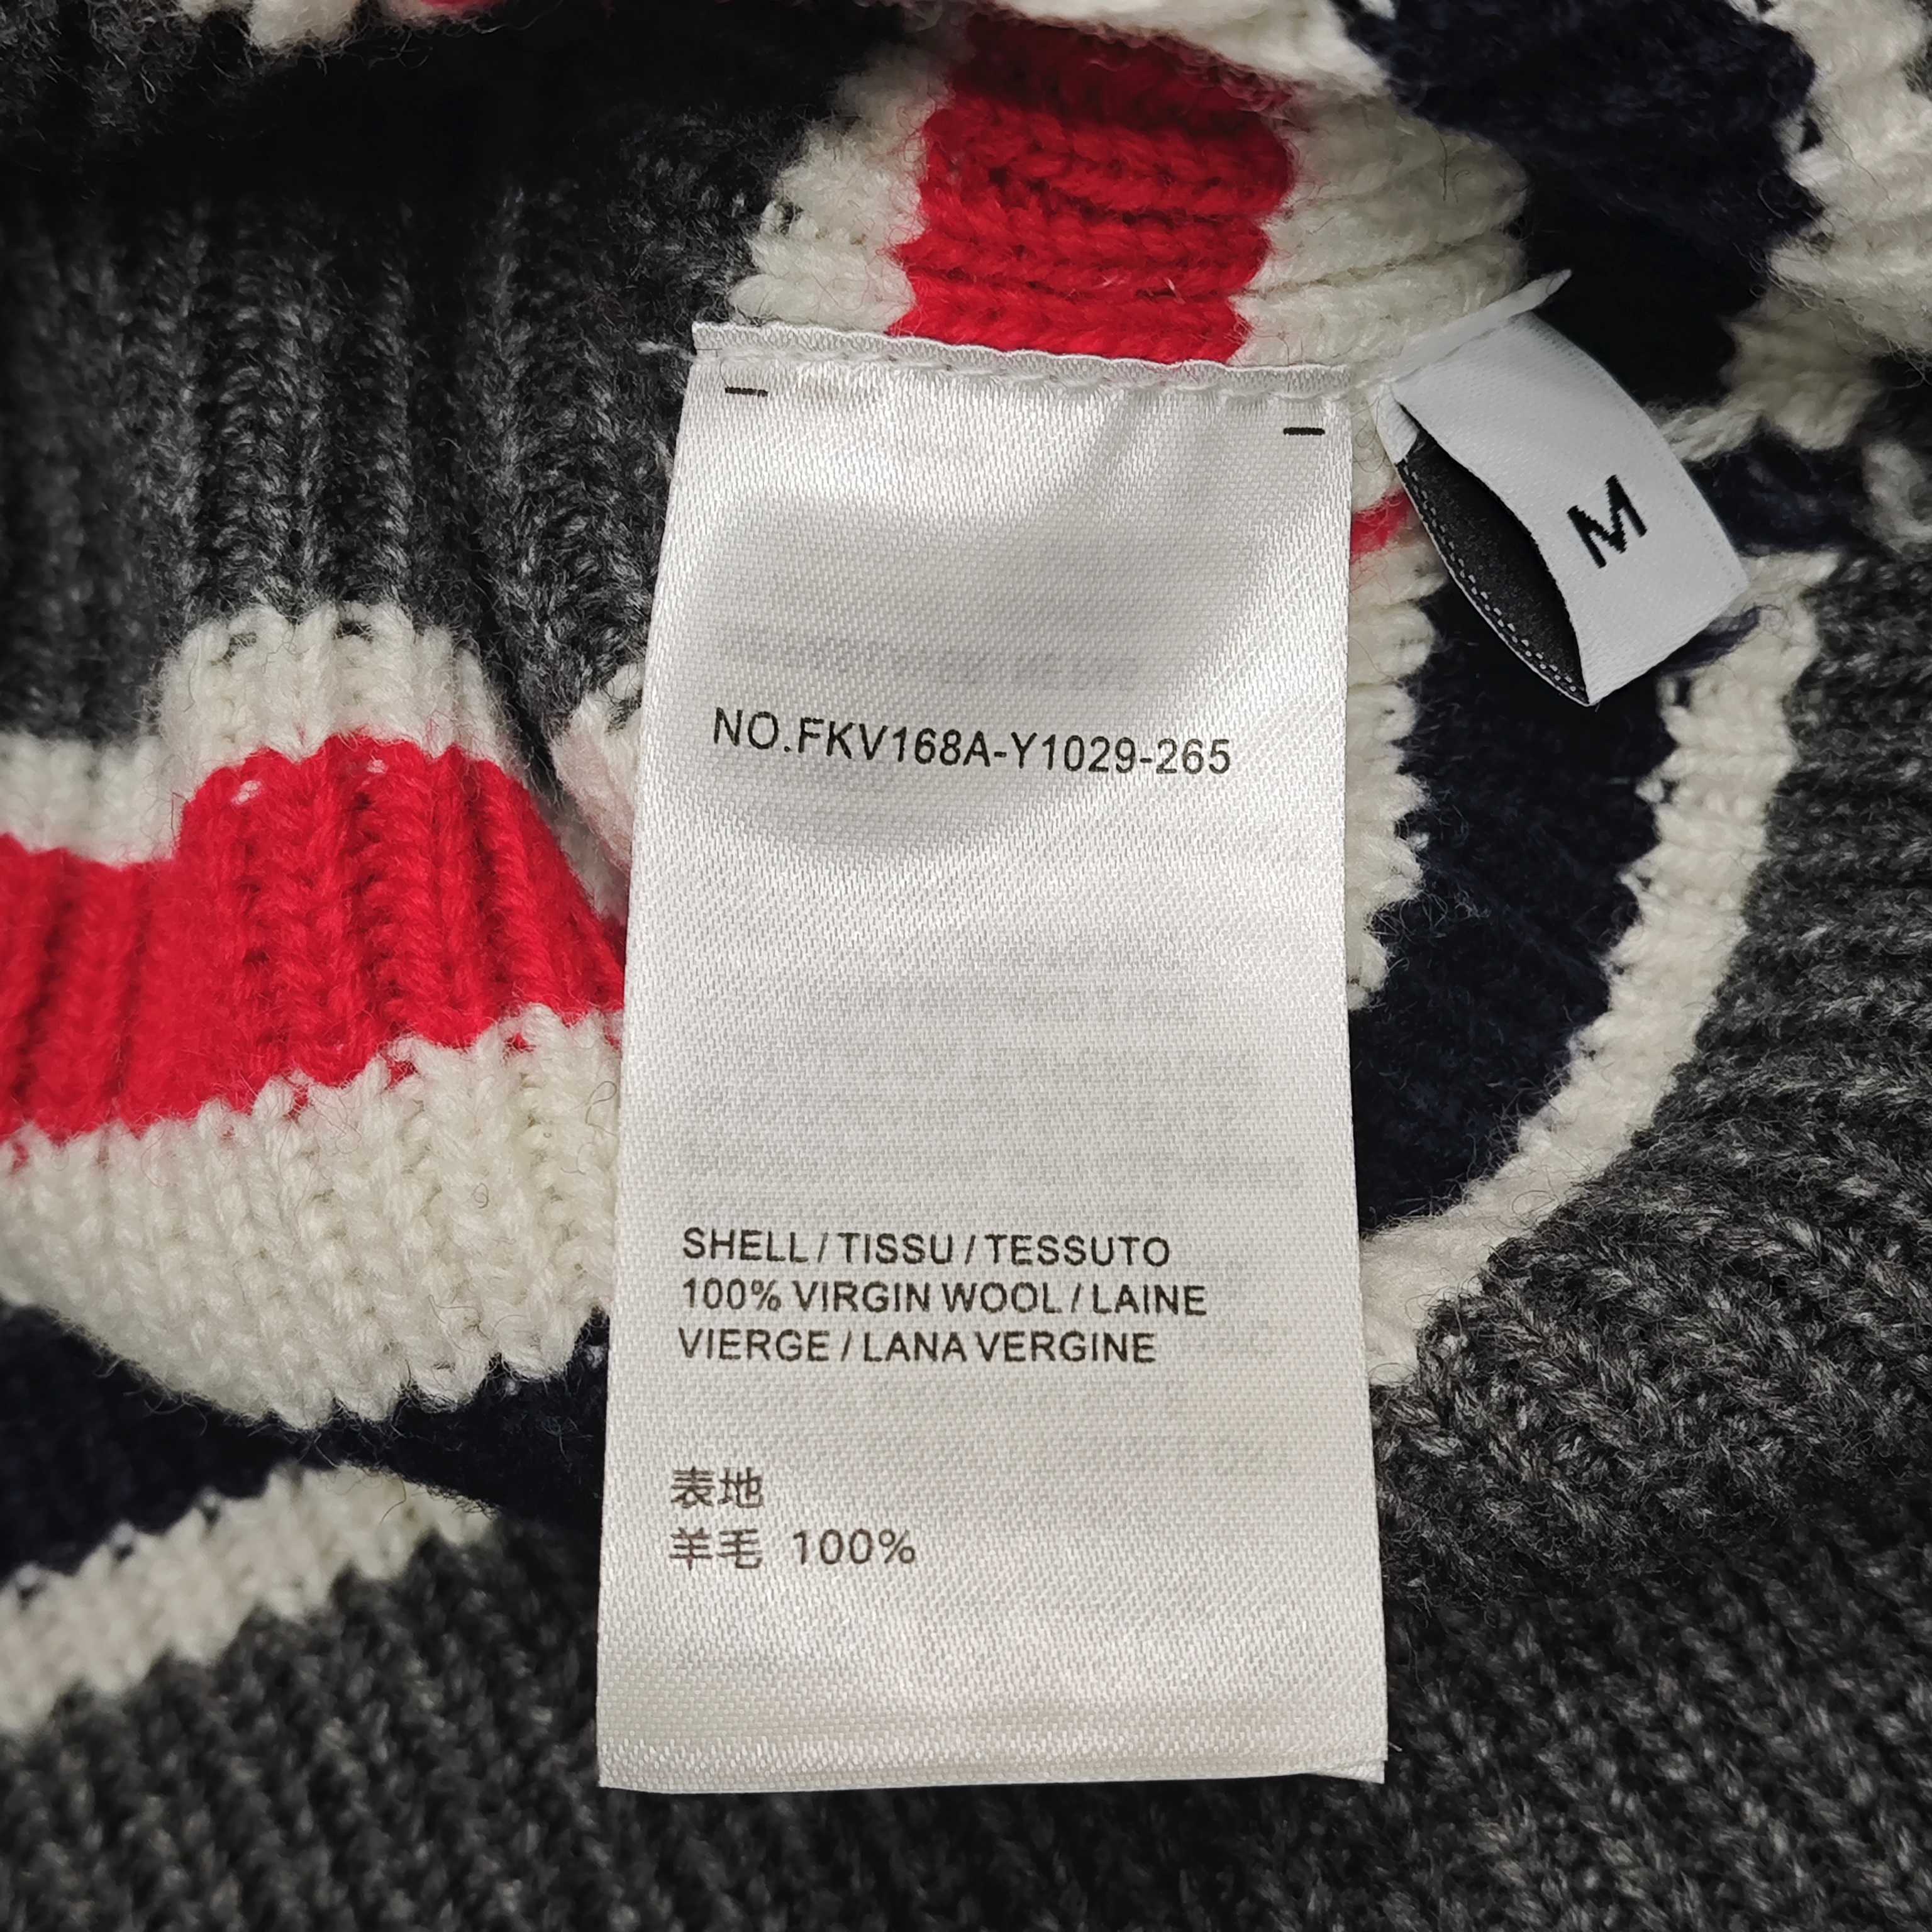 M
NO.FKV168A-Y1029-265
SHELL / TISSU / TESSUTO
100% VIRGIN WOOL / LAINE
VIERGE / LANA VERGINE
表地
羊毛 100%